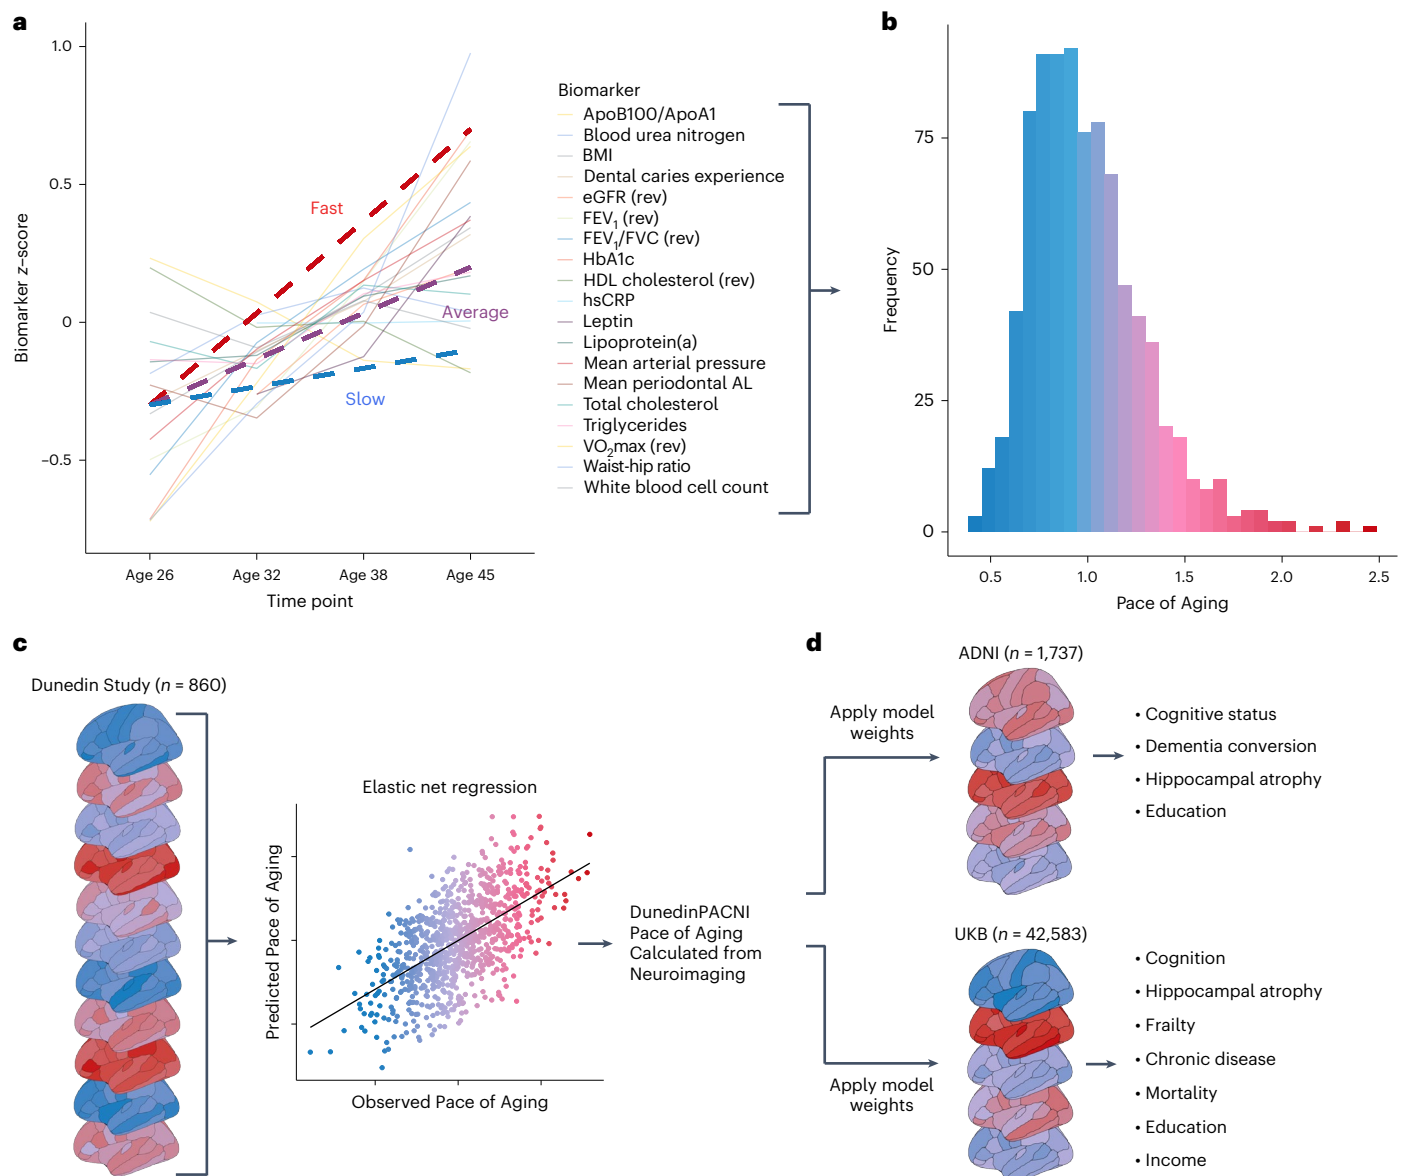 a
1.0
0.5
0
–0.5
Biomarker z–score
Fast
Average
Slow
Age 26
Age 32
Age 38
Age 45
Time point
Biomarker
ApoB100/ApoA1
Blood urea nitrogen
BMI
Dental caries experience
eGFR (rev)
FEV1 (rev)
FEV1/FVC (rev)
HbA1c
HDL cholesterol (rev)
hsCRP
Leptin
Lipoprotein(a)
Mean arterial pressure
Mean periodontal AL
Total cholesterol
Triglycerides
VO2max (rev)
Waist-hip ratio
White blood cell count
b
75
50
25
0
Frequency
0.5
1.0
1.5
2.0
2.5
Pace of Aging
c
Dunedin Study (n = 860)
Elastic net regression
Predicted Pace of Aging
Observed Pace of Aging
DunedinPACNI
Pace of Aging
Calculated from
Neuroimaging
d
Apply model
weights
ADNI (n = 1,737)
• Cognitive status
• Dementia conversion
• Hippocampal atrophy
• Education
Apply model
weights
UKB (n = 42,583)
• Cognition
• Hippocampal atrophy
• Frailty
• Chronic disease
• Mortality
• Education
• Income